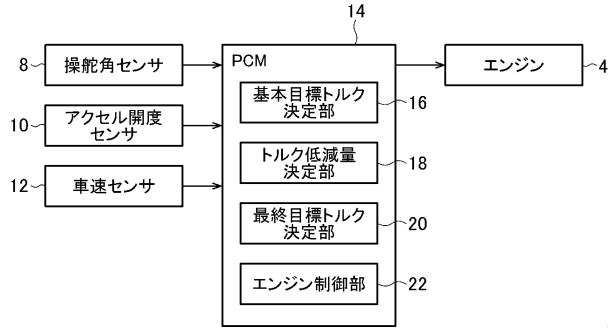 14
8
操舵角センサ
PCM
エンジン
4
基本目標トルク
決定部
16
10
アクセル開度
センサ
トルク低減量
決定部
18
12
車速センサ
最終目標トルク
決定部
20
エンジン制御部
22